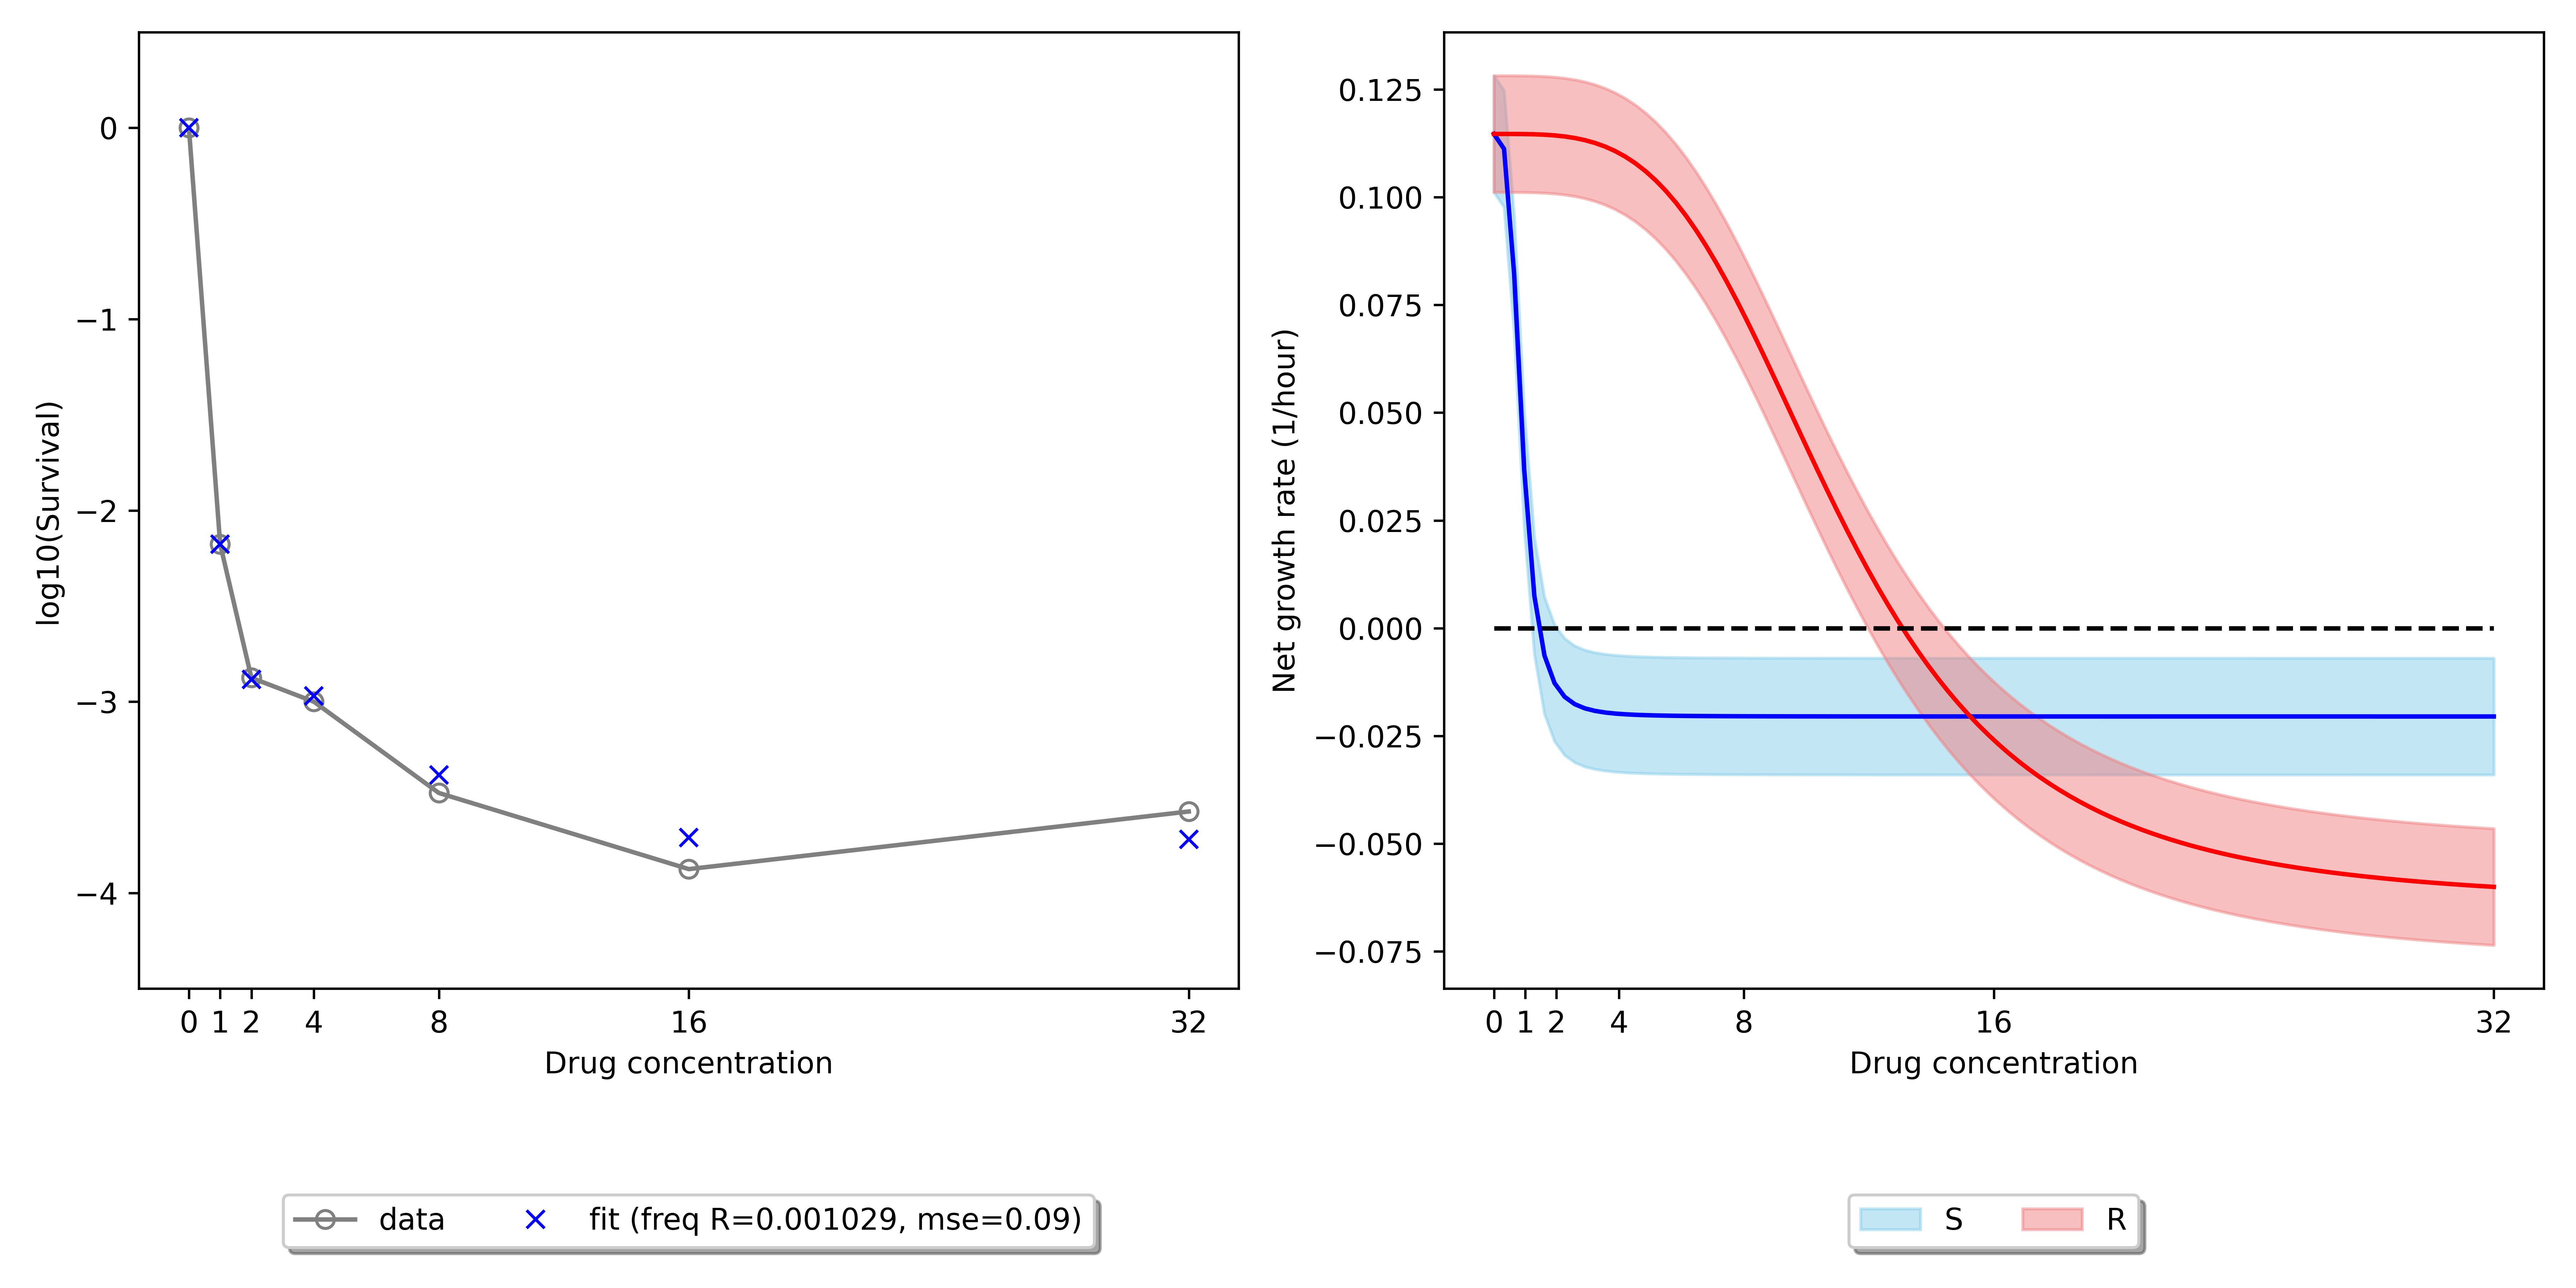 log10(Survival)
0
−1
−2
−3
−4
0 1 2 4 8 16 32
Drug concentration
data fit (freq R=0.001029, mse=0.09)
Net growth rate (1/hour)
0.125
0.100
0.075
0.050
0.025
0.000
−0.025
−0.050
−0.075
0 1 2 4 8 16 32
Drug concentration
S R